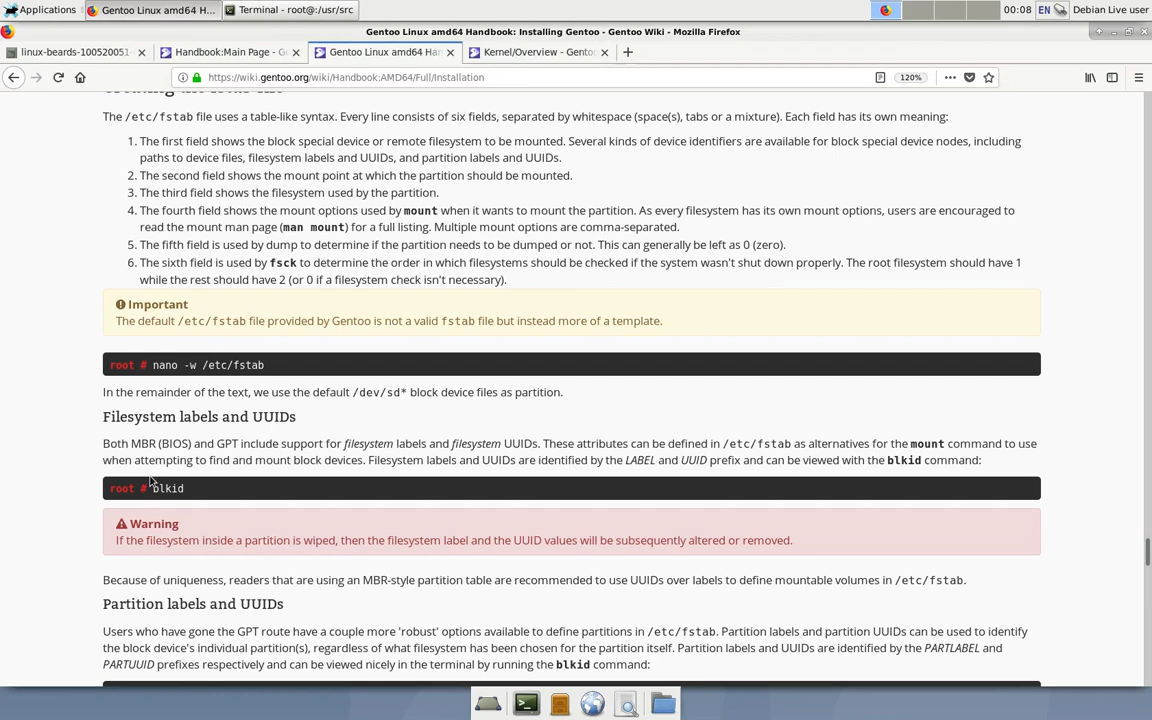 Applications
Gentoo Linux amd64 H...
Terminal - root@:/usr/src
00:08
EN
Debian Live user
Gentoo Linux amd64 Handbook: Installing Gentoo - Gentoo Wiki - Mozilla Firefox
linux-beards-100520051-
Handbook:Main Page - G
Gentoo Linux amd64 Han
Kernel/Overview - Gento
https://wiki.gentoo.org/wiki/Handbook:AMD64/Full/Installation
120%
The /etc/fstab file uses a table-like syntax. Every line consists of six fields, separated by whitespace (space(s), tabs or a mixture). Each field has its own meaning:
1. The first field shows the block special device or remote filesystem to be mounted. Several kinds of device identifiers are available for block special device nodes, including
paths to device files, filesystem labels and UUIDs, and partition labels and UUIDs.
2. The second field shows the mount point at which the partition should be mounted.
3. The third field shows the filesystem used by the partition.
4. The fourth field shows the mount options used by mount when it wants to mount the partition. As every filesystem has its own mount options, users are encouraged to
read the mount man page (man mount) for a full listing. Multiple mount options are comma-separated.
5. The fifth field is used by dump to determine if the partition needs to be dumped or not. This can generally be left as 0 (zero).
6. The sixth field is used by fsck to determine the order in which filesystems should be checked if the system wasn't shut down properly. The root filesystem should have 1
while the rest should have 2 (or 0 if a filesystem check isn't necessary).
Important
The default /etc/fstab file provided by Gentoo is not a valid fstab file but instead more of a template.
root # nano -w /etc/fstab
In the remainder of the text, we use the default /dev/sd* block device files as partition.
Filesystem labels and UUIDs
Both MBR (BIOS) and GPT include support for filesystem labels and filesystem UUIDs. These attributes can be defined in /etc/fstab as alternatives for the mount command to use
when attempting to find and mount block devices. Filesystem labels and UUIDs are identified by the LABEL and UUID prefix and can be viewed with the blkid command:
root # blkid
Warning
If the filesystem inside a partition is wiped, then the filesystem label and the UUID values will be subsequently altered or removed.
Because of uniqueness, readers that are using an MBR-style partition table are recommended to use UUIDs over labels to define mountable volumes in /etc/fstab.
Partition labels and UUIDs
Users who have gone the GPT route have a couple more 'robust' options available to define partitions in /etc/fstab. Partition labels and partition UUIDs can be used to identify
the block device's individual partition(s), regardless of what filesystem has been chosen for the partition itself. Partition labels and UUIDs are identified by the PARTLABEL and
PARTUUID prefixes respectively and can be viewed nicely in the terminal by running the blkid command: